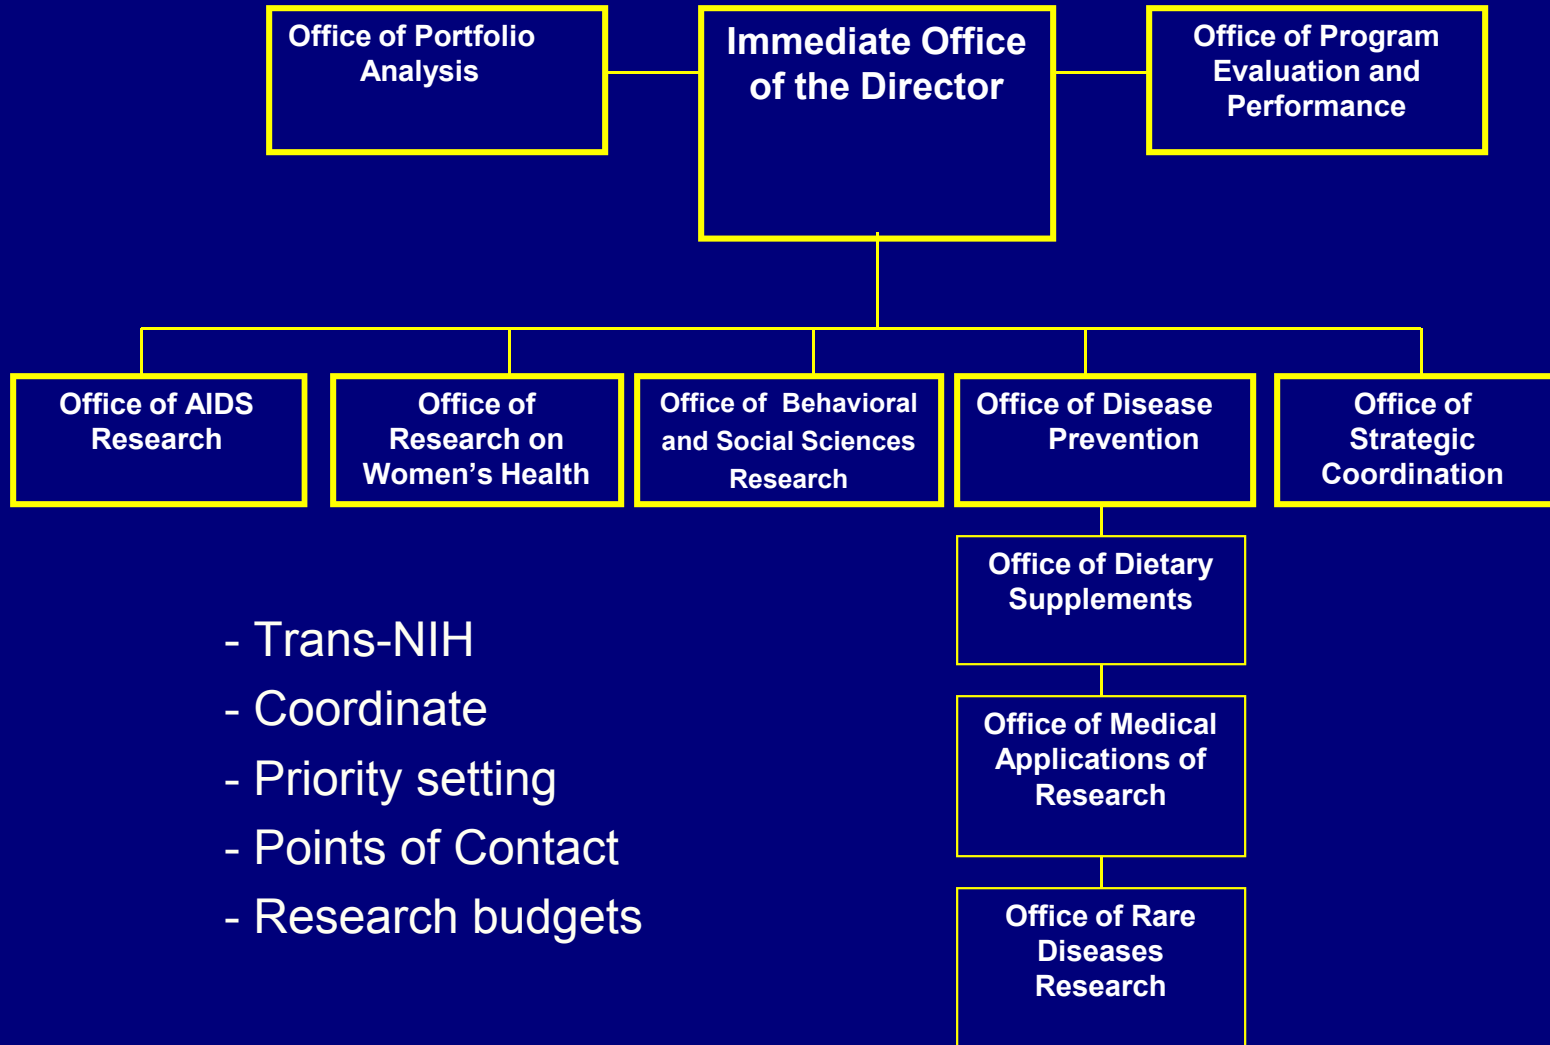 Office of Portfolio
Analysis
Immediate Office
of the Director
Office of Program
Evaluation and
Performance
Office of AIDS
Research
Office of
Research on
Women’s Health
Office of  Behavioral
and Social Sciences
Research
Office of Disease
Prevention
Office of
Strategic
Coordination
Office of Dietary
Supplements
Office of Medical
Applications of
Research
Office of Rare
Diseases
Research
- Trans-NIH
- Coordinate
- Priority setting
- Points of Contact
- Research budgets